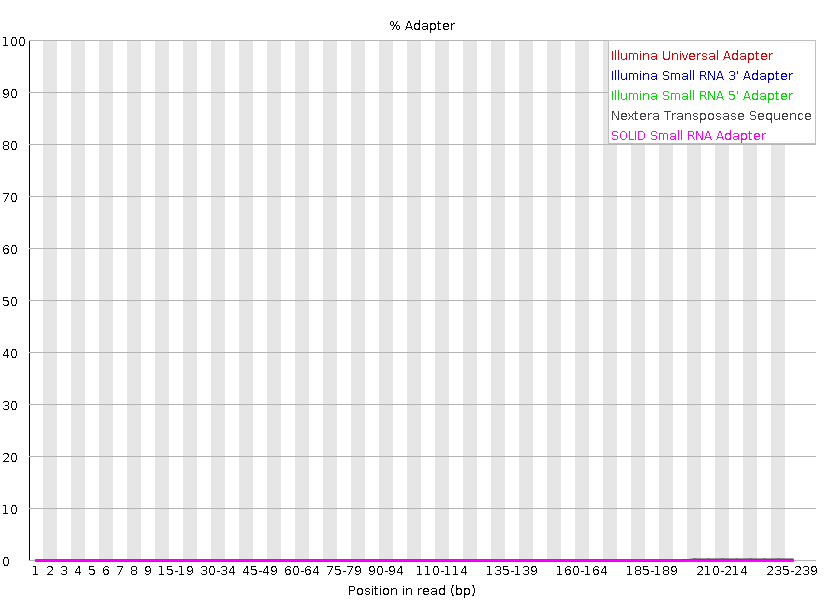 % Adapter
100
90
80
70
60
50
40
30
20
10
0
Illumina Universal Adapter
Illumina Small RNA 3' Adapter
Illumina Small RNA 5' Adapter
Nextera Transposase Sequence
SOLID Small RNA Adapter
1 2 3 4 5 6 7 8 9 15-19 30-34 45-49 60-64 75-79 90-94 110-114 135-139 160-164 185-189 210-214 235-239
Position in read (bp)